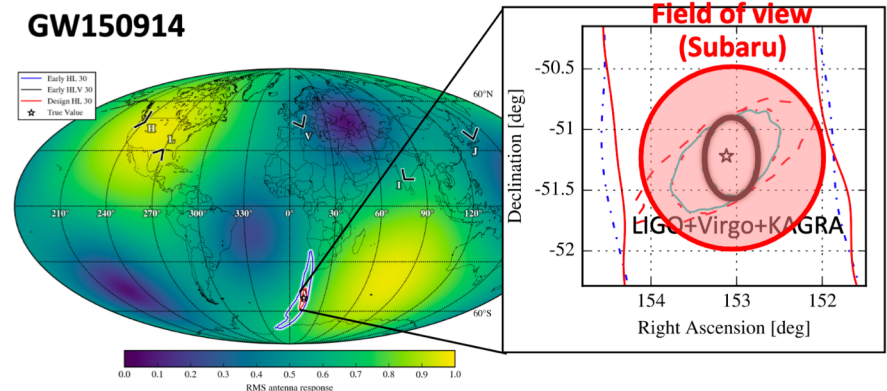 GW150914
Field of view
(Subaru)
Early HL 30
Early HLV 30
Design HL 30
True Value
60°N
H
L
V
J
I
210° 240° 270° 300° 330° 0° 30° 60° 90° 120°
60°S
0.0 0.1 0.2 0.3 0.4 0.5 0.6 0.7 0.8 0.9 1.0
RMS antenna response
Declination [deg]
-50.5
-51
-51.5
-52
LIGO+Virgo+KAGRA
154 153 152
Right Ascension [deg]